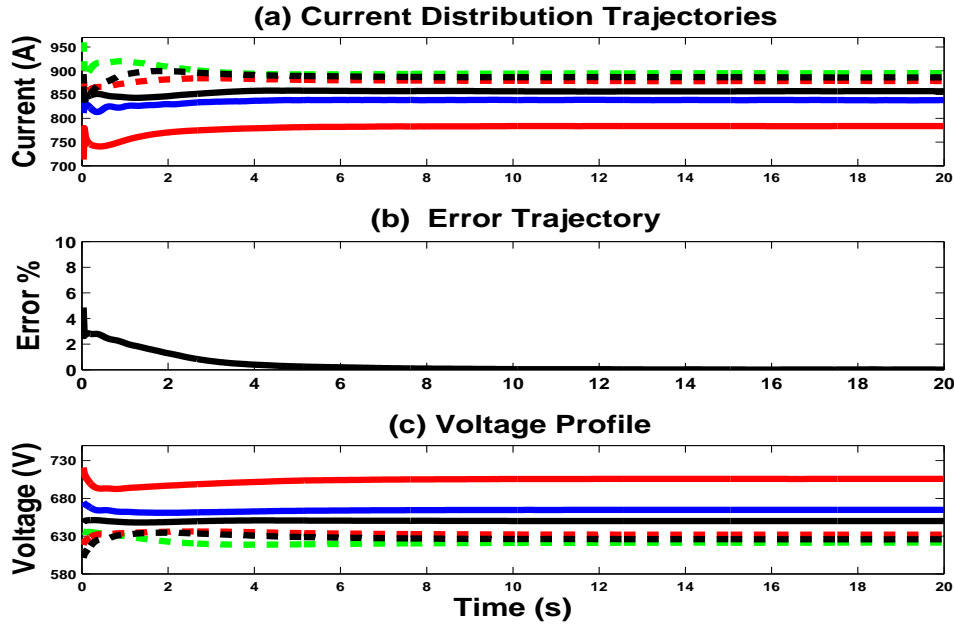 (a) Current Distribution Trajectories
Current (A)
950
900
850
800
750
700
0 2 4 6 8 10 12 14 16 18 20
(b) Error Trajectory
Error %
10
8
6
4
2
0
0 2 4 6 8 10 12 14 16 18 20
(c) Voltage Profile
Voltage (V)
730
680
630
580
0 2 4 6 8 10 12 14 16 18 20
Time (s)